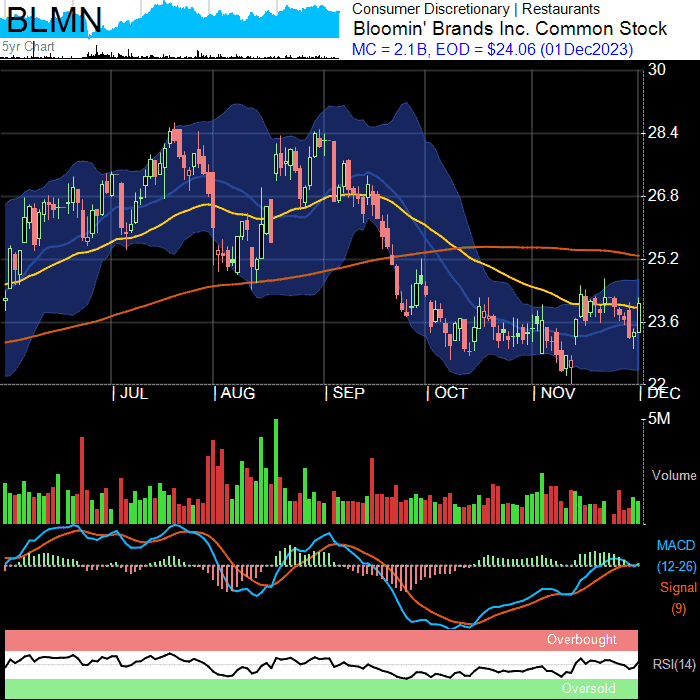 BLMN
5yr Chart
Consumer Discretionary | Restaurants
Bloomin' Brands Inc. Common Stock
MC = 2.1B, EOD = $24.06 (01Dec2023)
30
28.4
26.8
25.2
23.6
22
| JUL | AUG | SEP | OCT | NOV | DEC
5M
Volume
MACD
(12-26)
Signal
(9)
Overbought
RSI(14)
Oversold